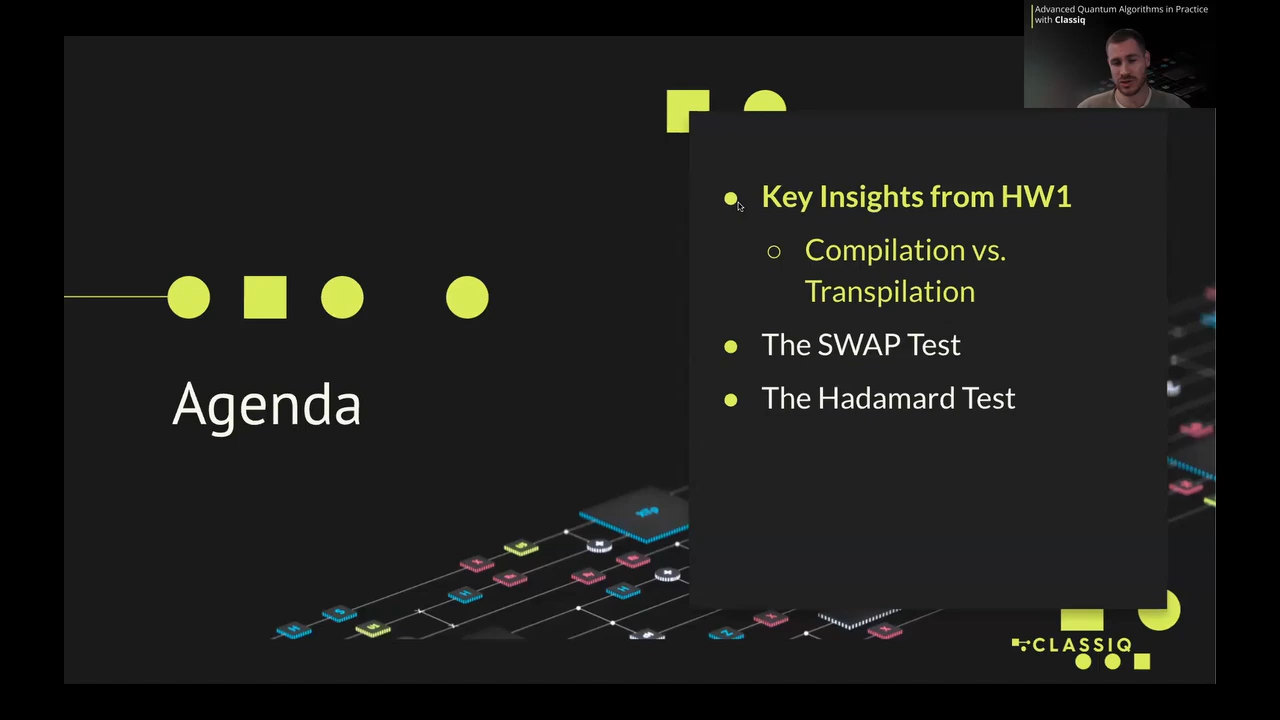 Advanced Quantum Algorithms in Practice
with Classiq
Agenda
Key Insights from HW1
Compilation vs.
Transpilation
The SWAP Test
The Hadamard Test
CLASSIQ